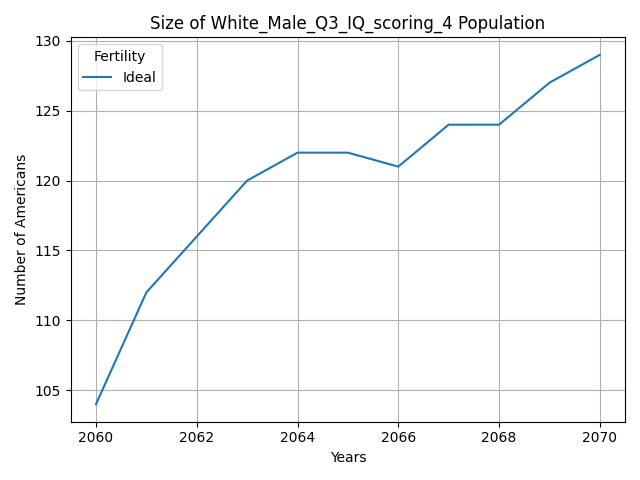 Size of White_Male_Q3_IQ_scoring_4 Population
Fertility
Ideal
Number of Americans
130
125
120
115
110
105
2060
2062
2064
2066
2068
2070
Years